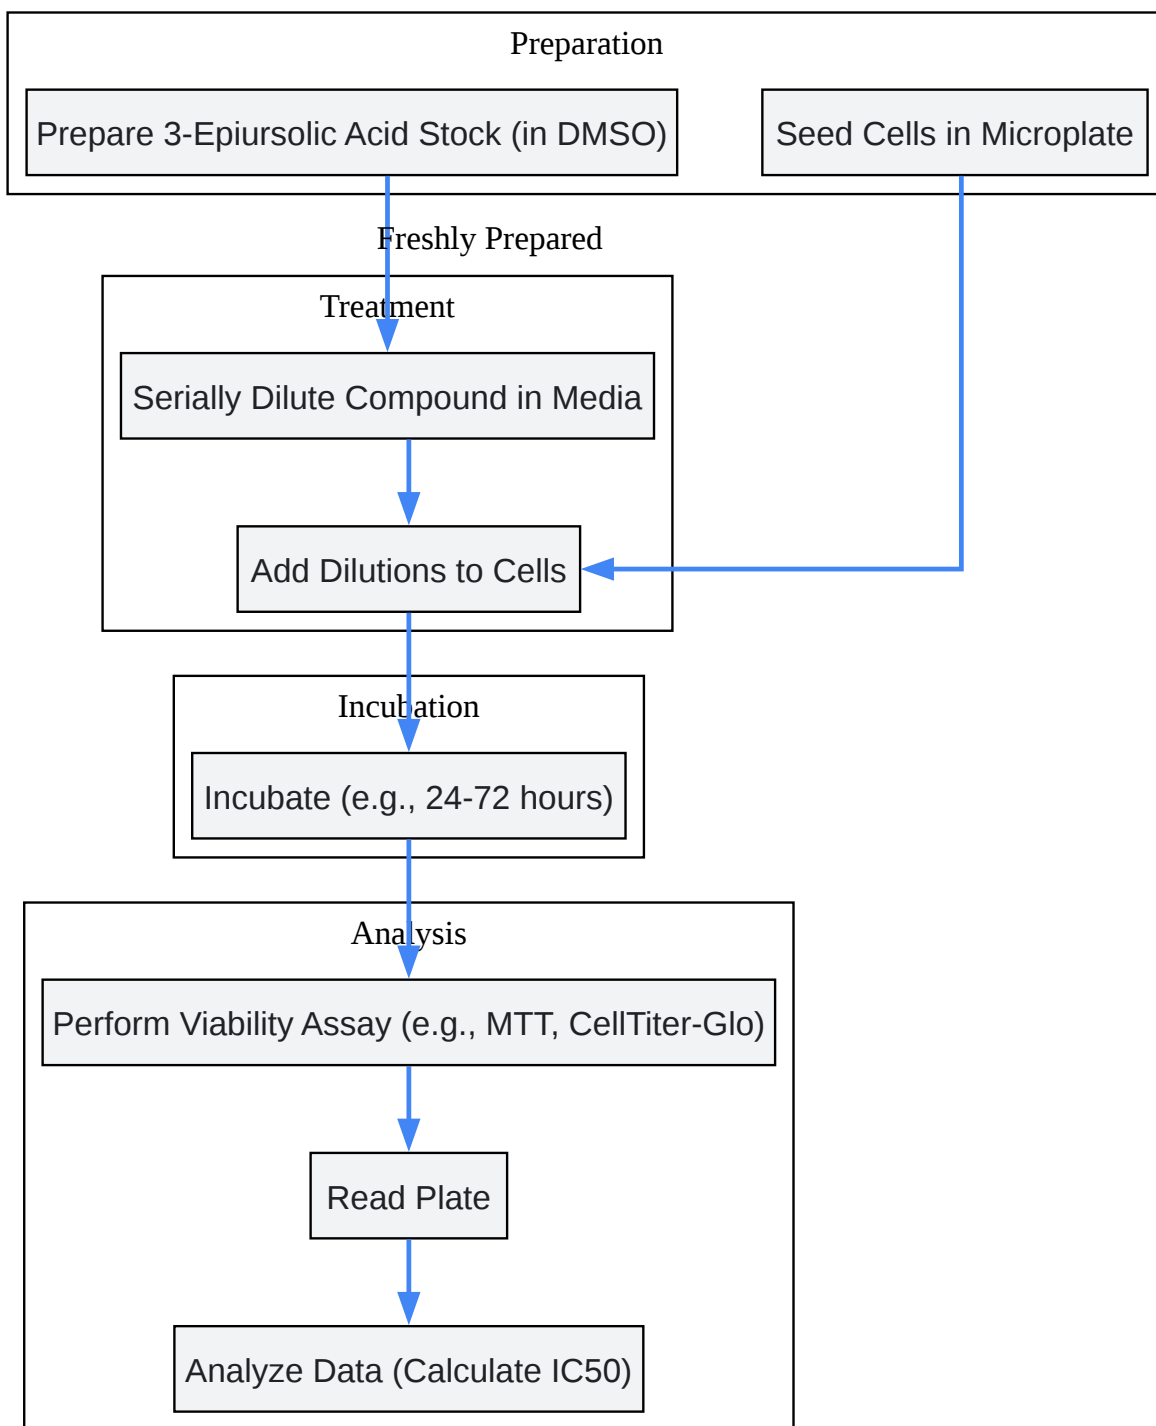 Preparation
Prepare 3-Epiursolic Acid Stock (in DMSO)
Seed Cells in Microplate
Freshly Prepared
Treatment
Serially Dilute Compound in Media
Add Dilutions to Cells
Incubation
Incubate (e.g., 24-72 hours)
Analysis
Perform Viability Assay (e.g., MTT, CellTiter-Glo)
Read Plate
Analyze Data (Calculate IC50)